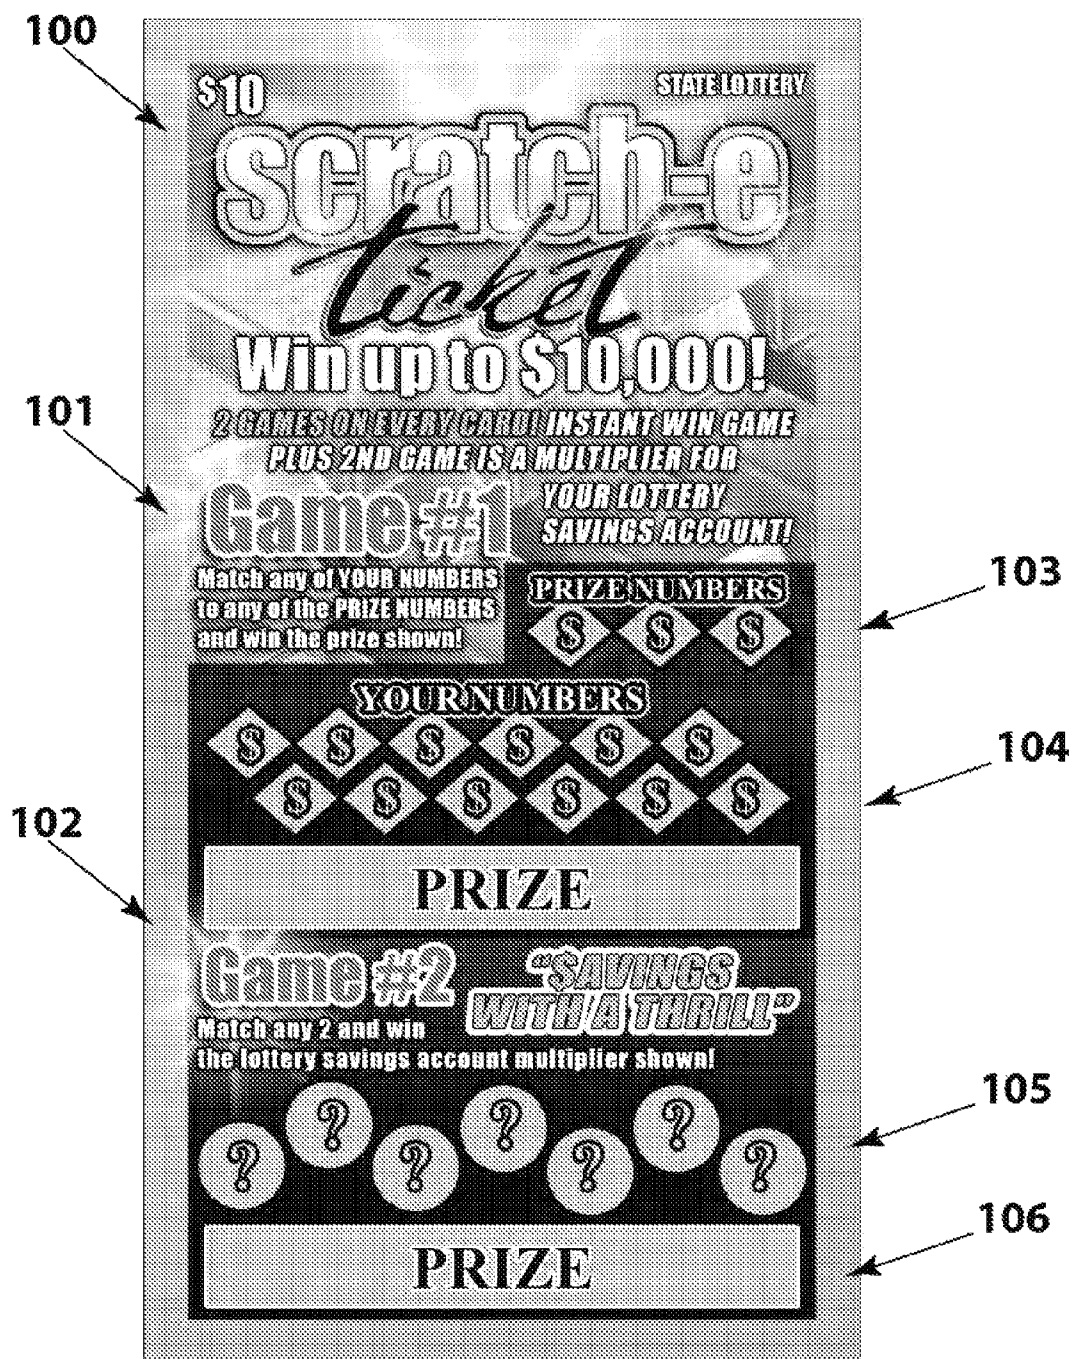 100
$10
STATE LOTTERY
scratch-e
ticket
Win up to $10,000!
101
2 GAMES ON EVERY CARD! INSTANT WIN GAME
PLUS 2ND GAME IS A MULTIPLIER FOR
YOUR LOTTERY
SAVINGS ACCOUNT!
Game #1
Match any of YOUR NUMBERS
to any of the PRIZE NUMBERS
and win the prize shown!
103
PRIZE NUMBERS
$ $ $
YOUR NUMBERS
$ $ $ $ $ $
104
$ $ $ $ $ $
102
PRIZE
Game #2
"$AVINGS
WITH A THRILL"
Match any 2 and win
the lottery savings account multiplier shown!
105
? ? ? ? ? ? ?
106
PRIZE